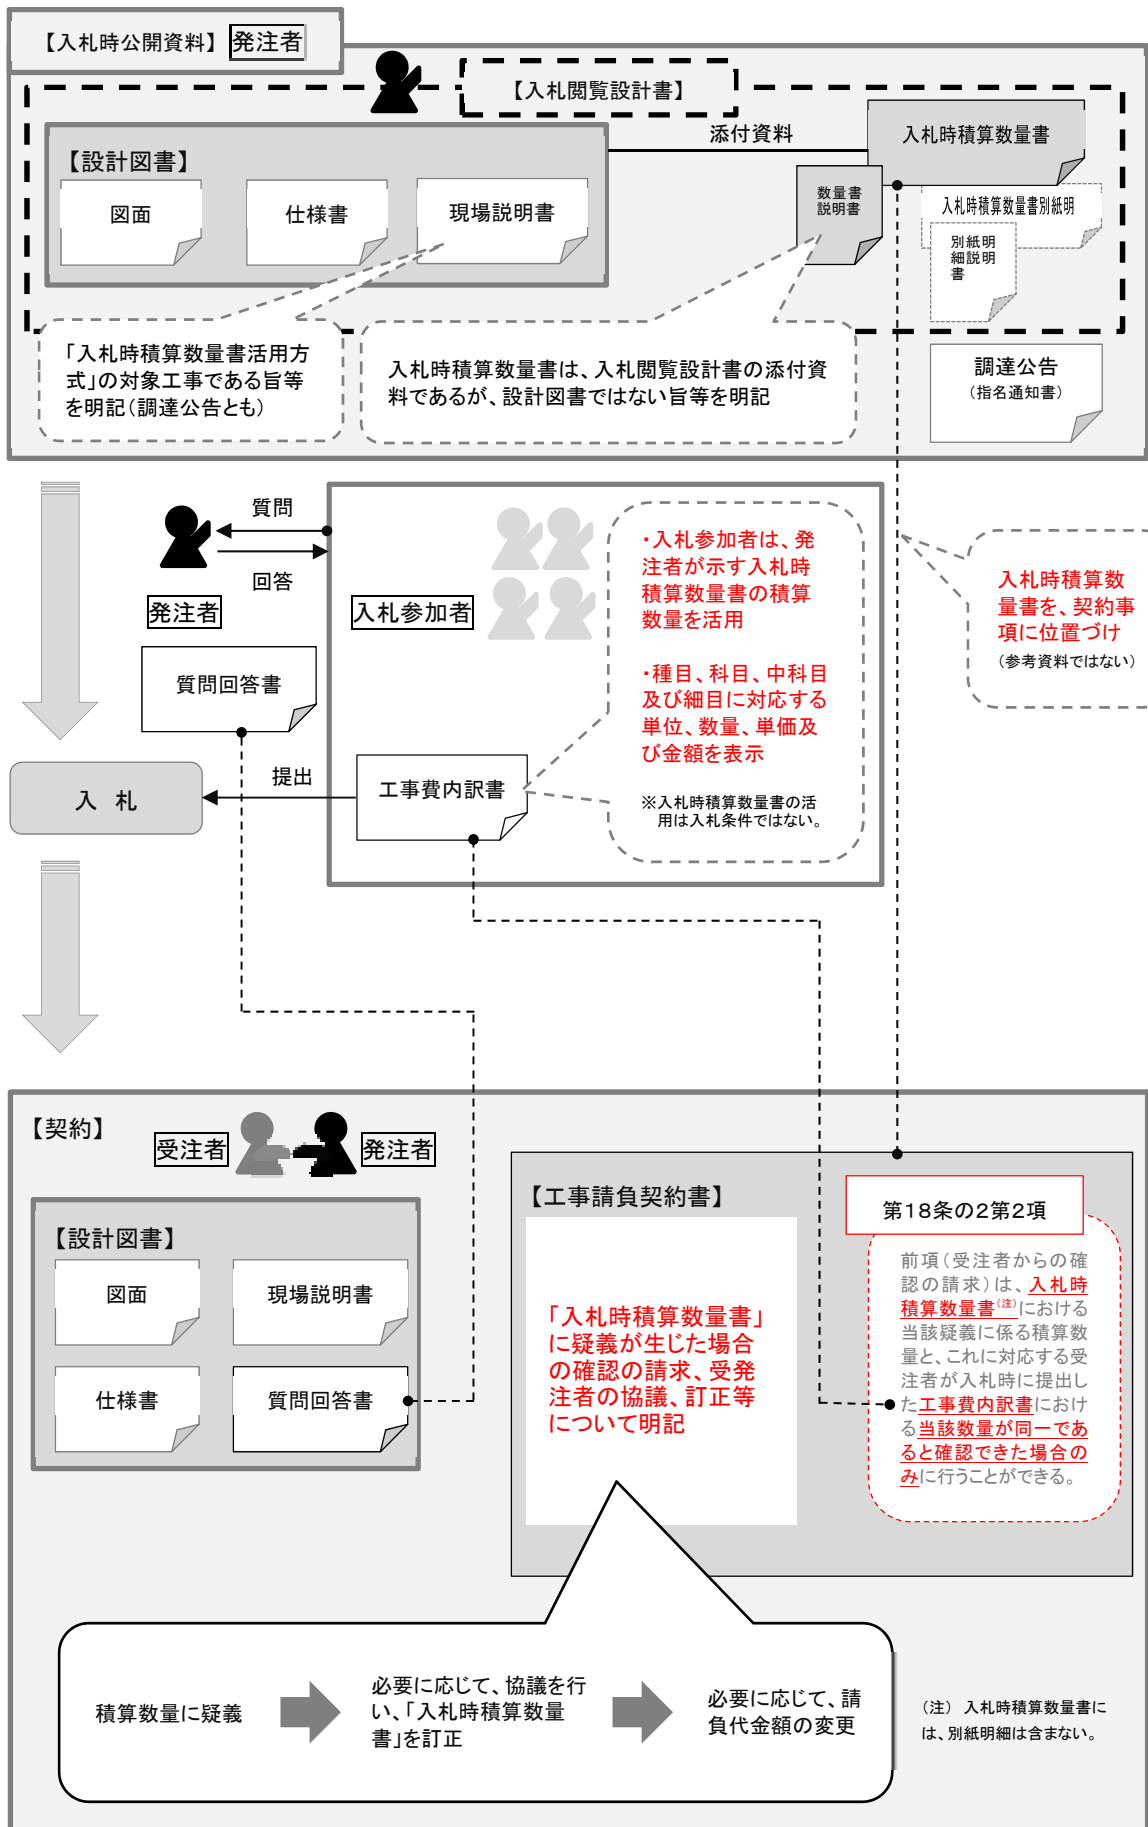 【入札時公開資料】 発注者
【入札閲覧設計書】
添付資料
入札時積算数量書
【設計図書】
図面
仕様書
現場説明書
数量書
説明書
入札時積算数量書別紙明
別紙明
細説明
書
「入札時積算数量書活用方
式」の対象工事である旨等
を明記(調達公告とも)
入札時積算数量書は、入札閲覧設計書の添付資
料であるが、設計図書ではない旨等を明記
調達公告
(指名通知書)
質問
回答
発注者
入札参加者
・入札参加者は、発
注者が示す入札時
積算数量書の積算
数量を活用
・種目、科目、中科目
及び細目に対応する
単位、数量、単価及
び金額を表示
※入札時積算数量書の活
用は入札条件ではない。
入札時積算数
量書を、契約事
項に位置づけ
(参考資料ではない)
質問回答書
提出
工事費内訳書
入 札
【契約】
受注者
発注者
【設計図書】
図面
現場説明書
仕様書
質問回答書
【工事請負契約書】
「入札時積算数量書」
に疑義が生じた場合
の確認の請求、受発
注者の協議、訂正等
について明記
第18条の2第2項
前項(受注者からの確
認の請求)は、入札時
積算数量書(注)における
当該疑義に係る積算数
量と、これに対応する受
注者が入札時に提出し
た工事費内訳書におけ
る当該数量が同一であ
ると確認できた場合の
みに行うことができる。
積算数量に疑義
必要に応じて、協議を行
い、「入札時積算数量
書」を訂正
必要に応じて、請
負代金額の変更
(注) 入札時積算数量書に
は、別紙明細は含まない。